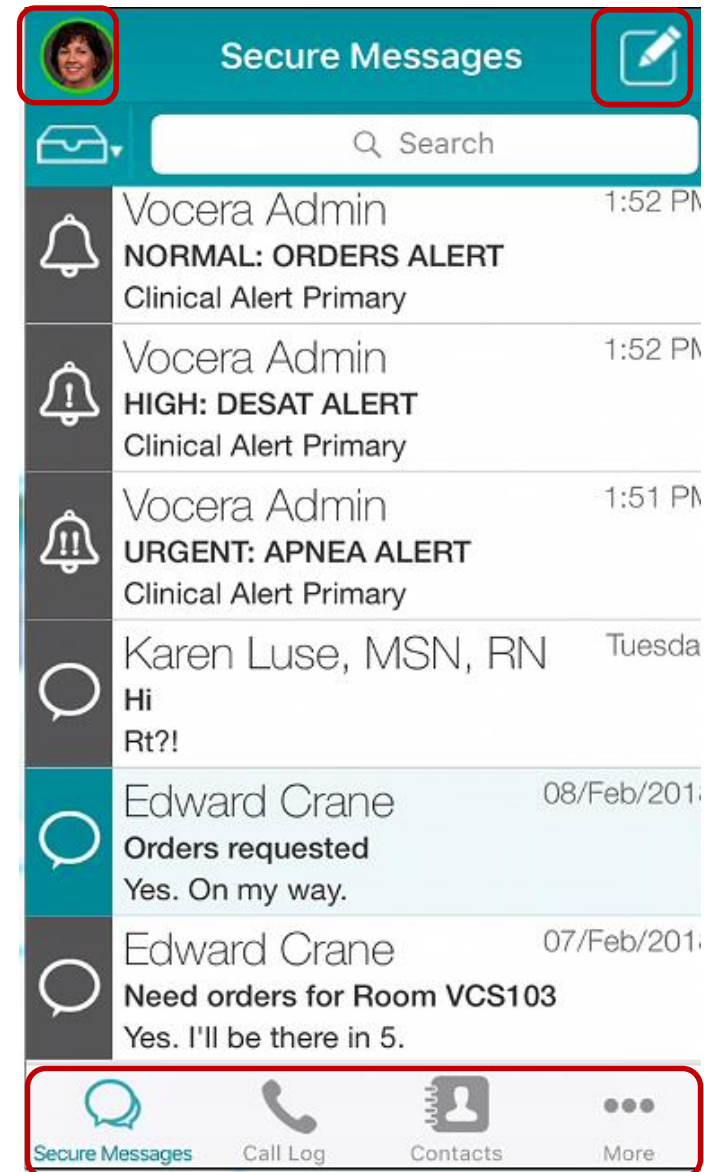 Secure Messages
Search
Vocera Admin 1:52 PM
NORMAL: ORDERS ALERT
Clinical Alert Primary
Vocera Admin 1:52 PM
HIGH: DESAT ALERT
Clinical Alert Primary
Vocera Admin 1:51 PM
URGENT: APNEA ALERT
Clinical Alert Primary
Karen Luse, MSN, RN Tuesda
Hi
Rt?!
Edward Crane 08/Feb/201
Orders requested
Yes. On my way.
Edward Crane 07/Feb/201
Need orders for Room VCS103
Yes. I'll be there in 5.
Secure Messages Call Log Contacts More